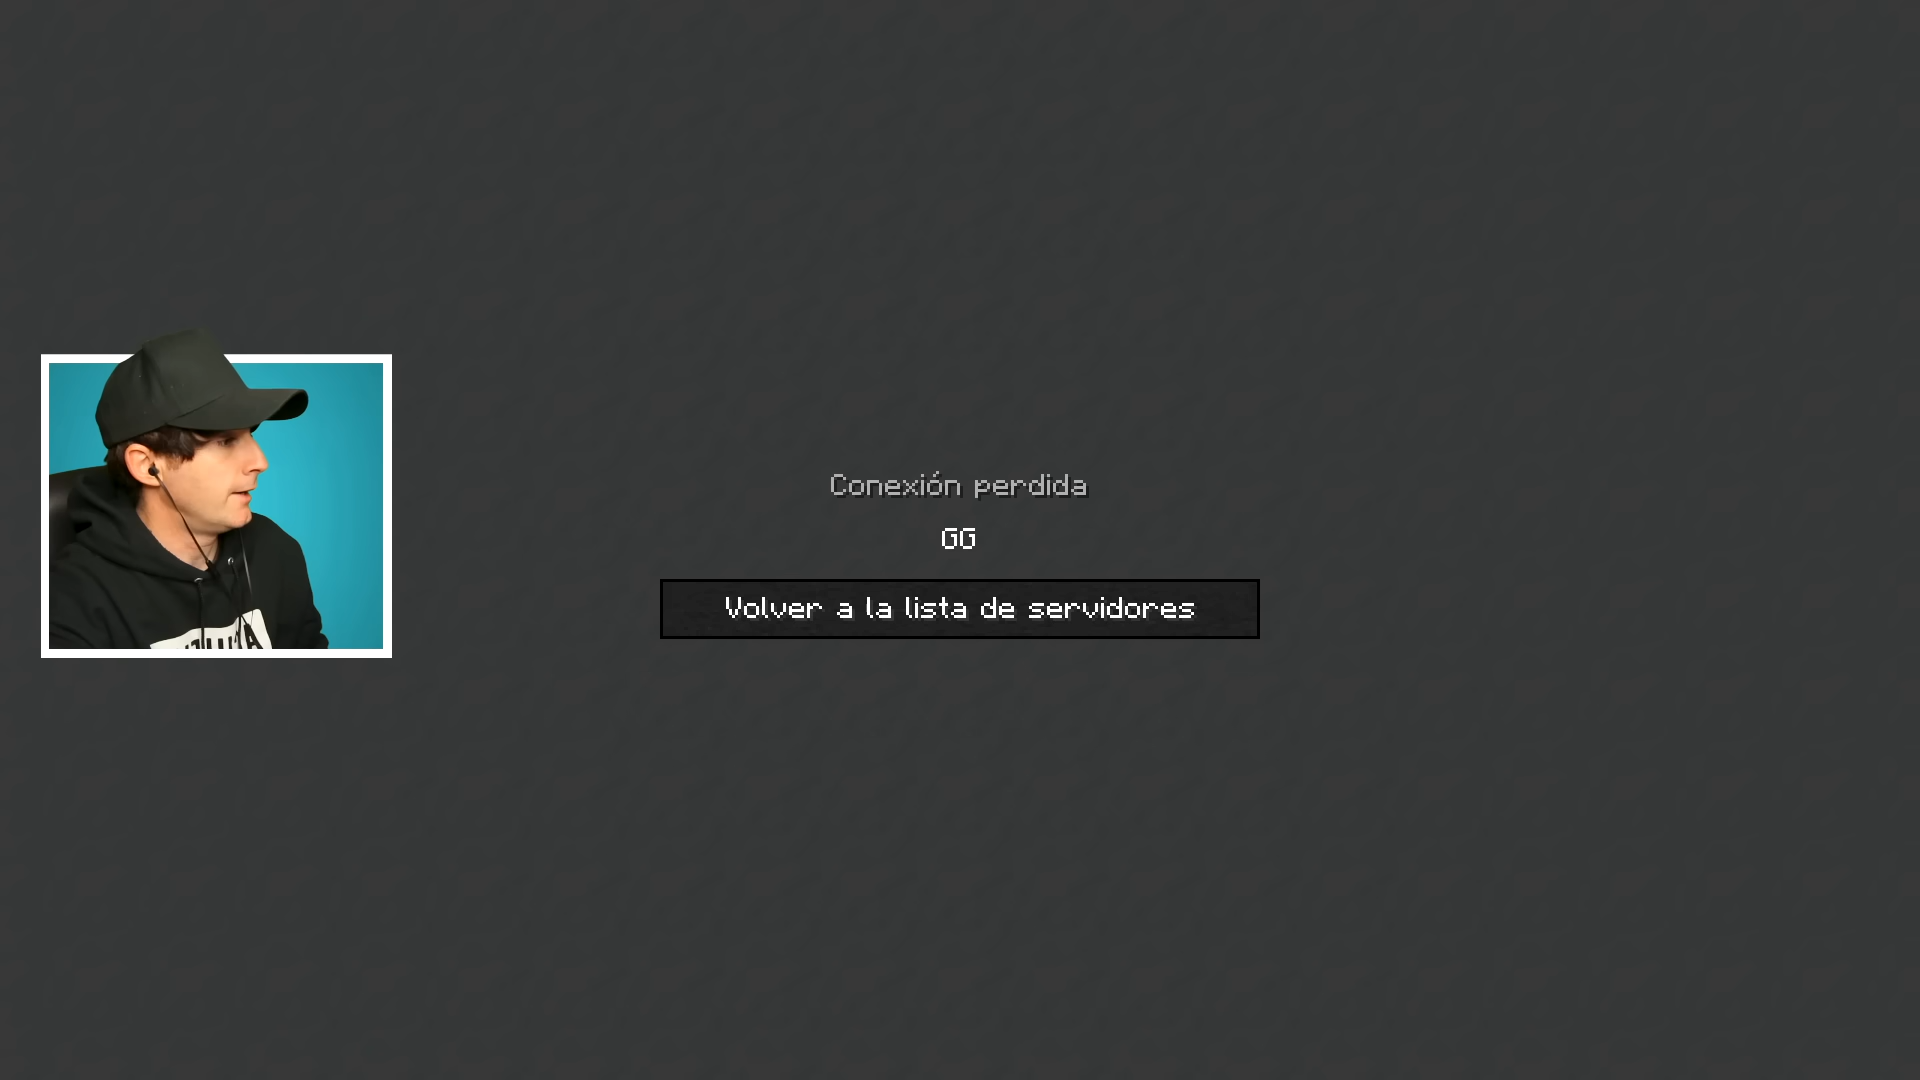 Conexión perdida
GG
Volver a la lista de servidores